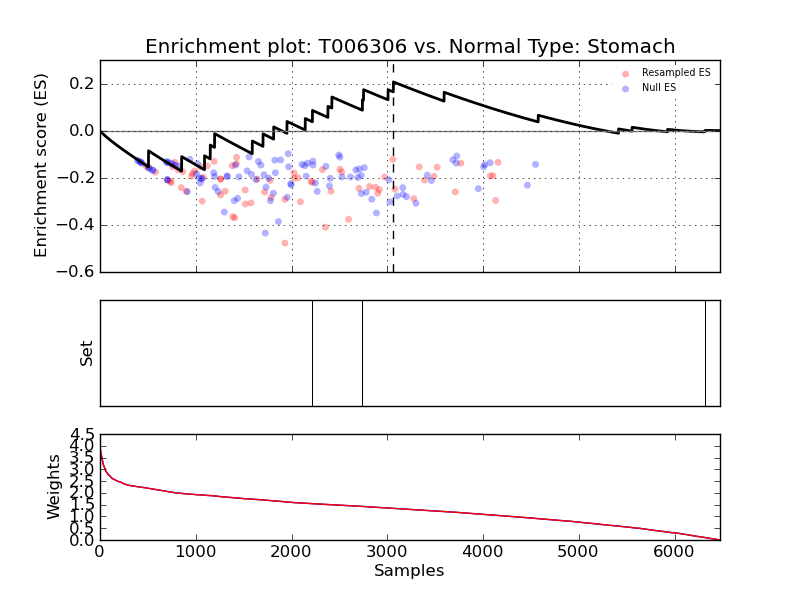 Enrichment plot: T006306 vs. Normal Type: Stomach
Enrichment score (ES)
0.2
0.0
−0.2
−0.4
−0.6
Resampled ES
Null ES
Set
Weights
4.5
4.0
3.5
3.0
2.5
2.0
1.5
1.0
0.5
0.0
0 1000 2000 3000 4000 5000 6000
Samples